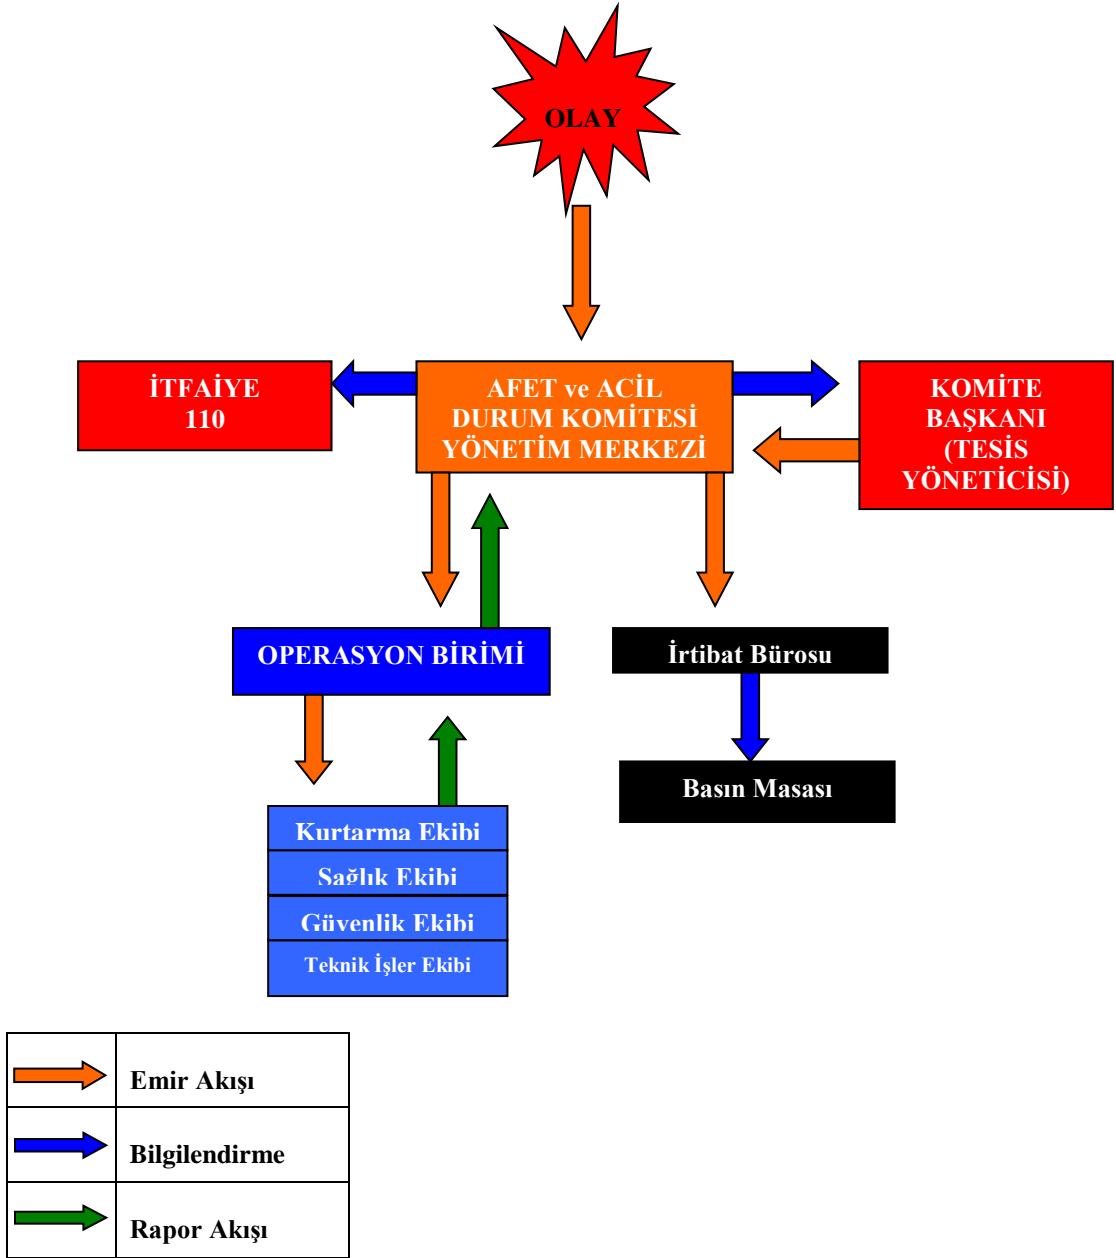 OLAY
İTFAİYE
110
AFET ve ACİL
DURUM KOMİTESİ
YÖNETİM MERKEZİ
KOMİTE
BAŞKANI
(TESİS
YÖNETİCİSİ)
OPERASYON BİRİMİ
İrtibat Bürosu
Basın Masası
Kurtarma Ekibi
Sağlık Ekibi
Güvenlik Ekibi
Teknik İşler Ekibi
Emir Akışı
Bilgilendirme
Rapor Akışı